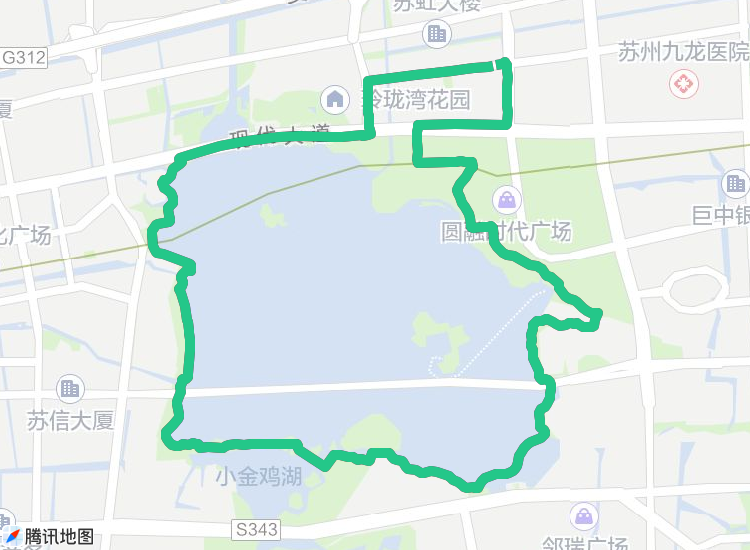 苏虹大楼
G312
苏州九龙医院
玲珑湾花园
现代大道
巨中银
圆融时代广场
化广场
苏信大厦
小金鸡湖
S343
腾讯地图
邻瑞广场